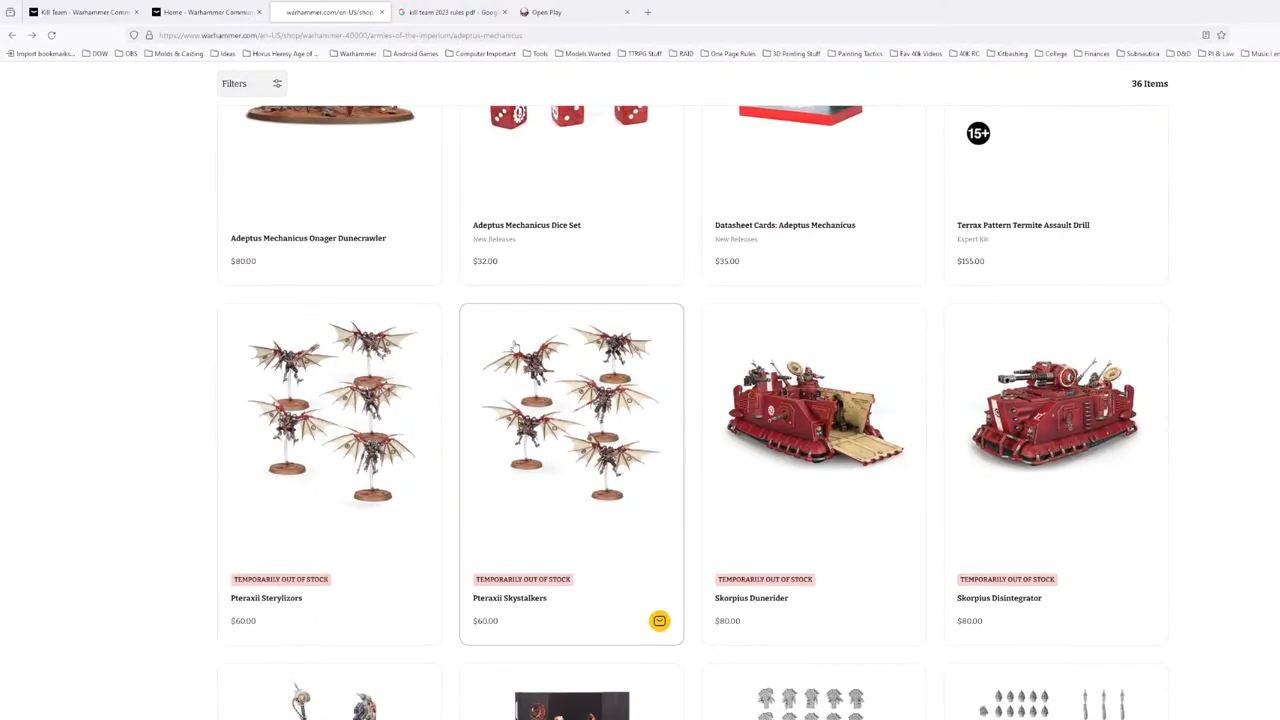 Kill Team - Warhammer Comm
Home - Warhammer Commun
warhammer.com/en-US/shop/
kill team 2023 rules pdf - Goog
Open Play
https://www.warhammer.com/en-US/shop/warhammer-40000/armies-of-the-imperium/adeptus-mechanicus
Import bookmarks...
DOW
OBS
Molds & Casting
Ideas
Horus Heresy Age of ...
Warhammer
Android Games
Computer Important
Tools
Models Wanted
TTRPG Stuff
RAID
One Page Rules
3D Printing Stuff
Painting Tactics
Fav 40k Videos
40K RC
Kitbashing
College
Finances
Subnautica
D&D
PI & Law
Music
Filters
36 Items
15+
Adeptus Mechanicus Onager Dunecrawler
$80.00
Adeptus Mechanicus Dice Set
New Releases
$32.00
Datasheet Cards: Adeptus Mechanicus
New Releases
$35.00
Terrax Pattern Termite Assault Drill
Expert Kit
$155.00
TEMPORARILY OUT OF STOCK
Pteraxii Sterylizors
$60.00
TEMPORARILY OUT OF STOCK
Pteraxii Skystalkers
$60.00
TEMPORARILY OUT OF STOCK
Skorpius Dunerider
$80.00
TEMPORARILY OUT OF STOCK
Skorpius Disintegrator
$80.00